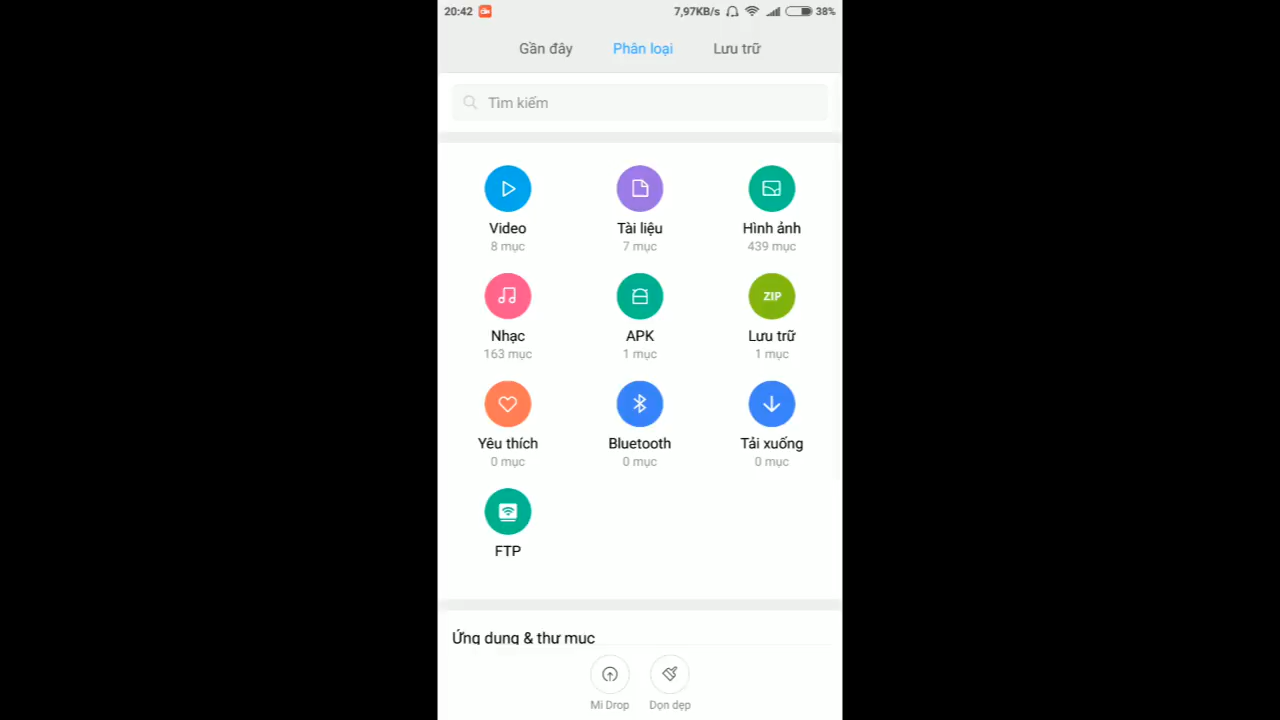 20:42 7,97KB/s 38%
Gần đây Phân loại Lưu trữ
Tìm kiếm
Video Tài liệu Hình ảnh
8 mục 7 mục 439 mục
ZIP
Nhạc APK Lưu trữ
163 mục 1 mục 1 mục
Yêu thích Bluetooth Tải xuống
0 mục 0 mục 0 mục
FTP
Ứng dụng & thư mục
Mi Drop Dọn dẹp